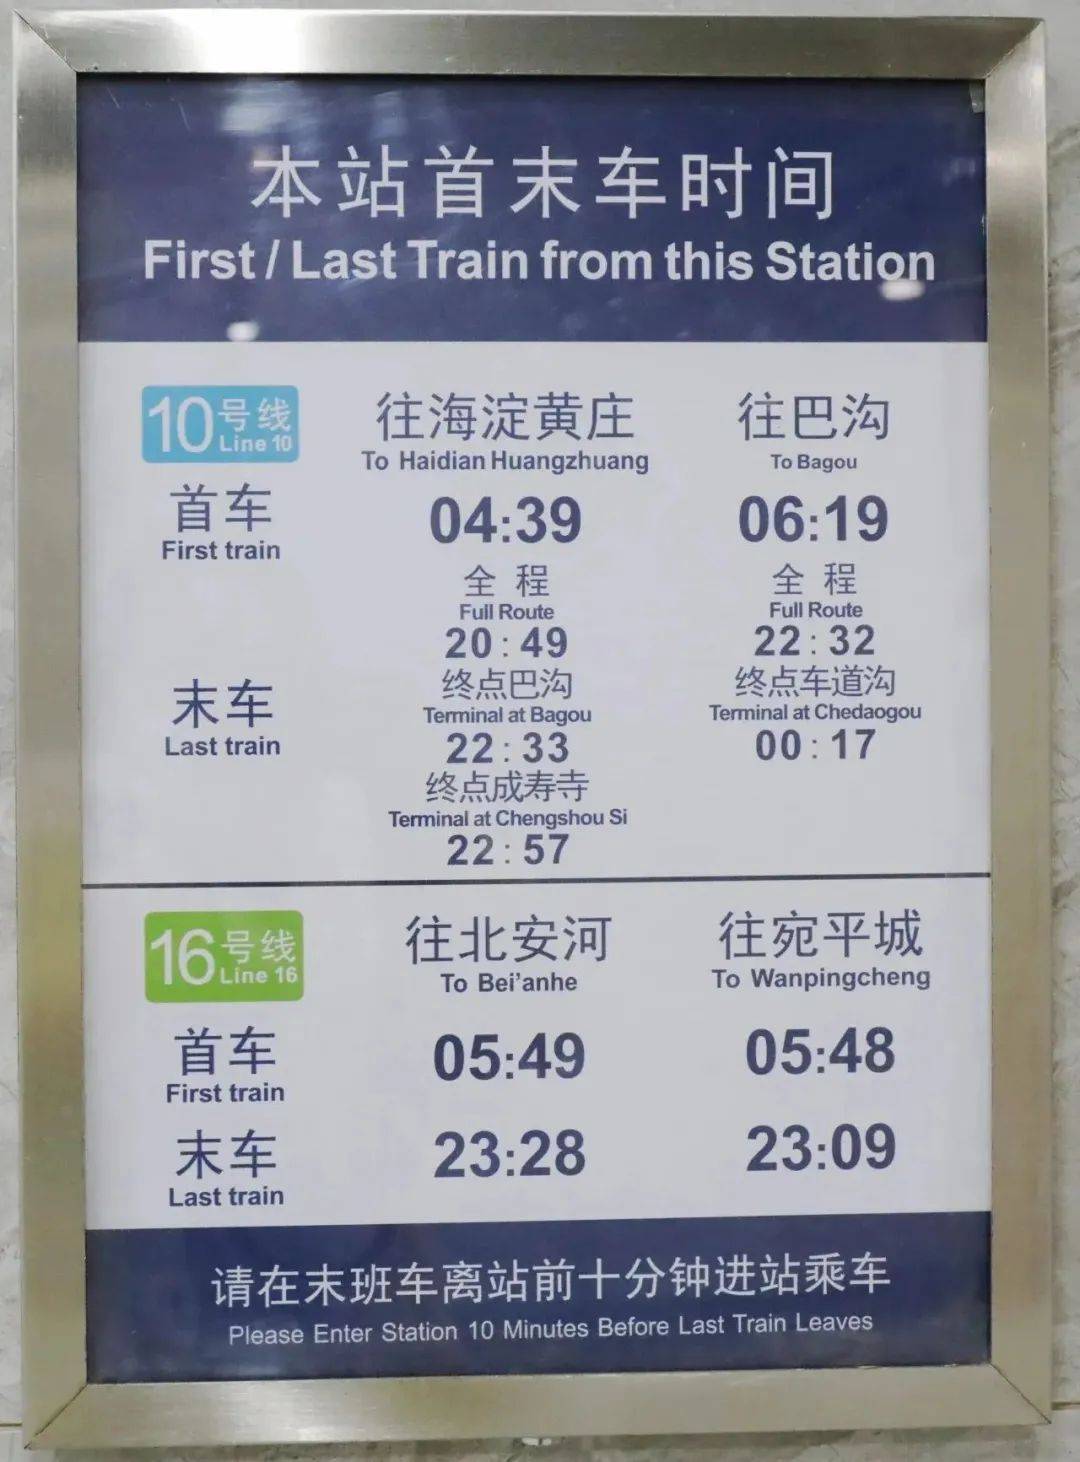 本站首末车时间
First / Last Train from this Station
10号线
Line 10
往海淀黄庄
To Haidian Huangzhuang
往巴沟
To Bagou
首车
First train
04:39
06:19
末车
Last train
全 程
Full Route
20:49
终点巴沟
Terminal at Bagou
22:33
终点成寿寺
Terminal at Chengshou Si
22:57
全 程
Full Route
22:32
终点车道沟
Terminal at Chedaogou
00:17
16号线
Line 16
往北安河
To Bei'anhe
往宛平城
To Wanpingcheng
首车
First train
05:49
05:48
末车
Last train
23:28
23:09
请在末班车离站前十分钟进站乘车
Please Enter Station 10 Minutes Before Last Train Leaves